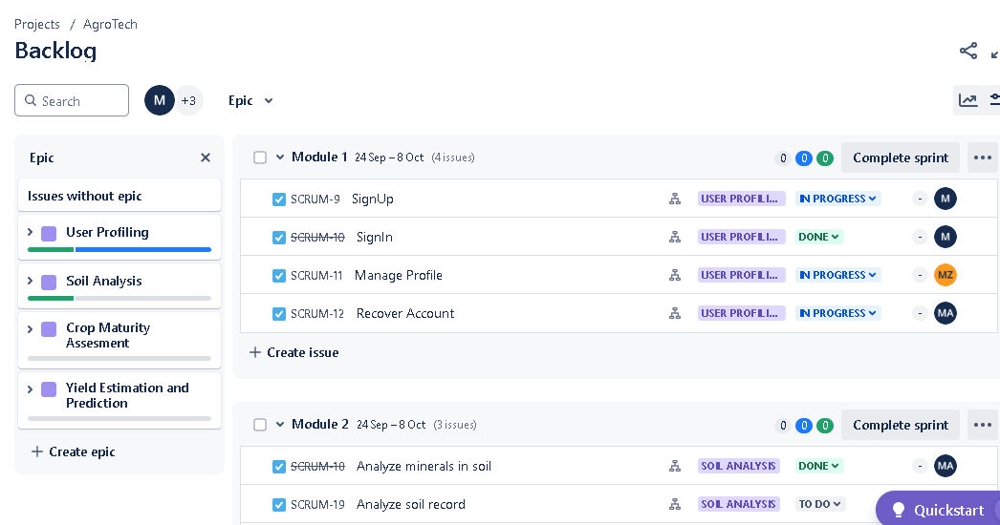 Projects / AgroTech
Backlog
Search
M +3
Epic
Epic
Issues without epic
User Profiling
Soil Analysis
Crop Maturity
Assesment
Yield Estimation and
Prediction
Create epic
Module 1 24 Sep – 8 Oct (4 issues) 0 0 0 Complete sprint
SCRUM-9 SignUp USER PROFILI... IN PROGRESS - M
SCRUM-10 SignIn USER PROFILI... DONE - M
SCRUM-11 Manage Profile USER PROFILI... IN PROGRESS - MZ
SCRUM-12 Recover Account USER PROFILI... IN PROGRESS - MA
Create issue
Module 2 24 Sep – 8 Oct (3 issues) 0 0 0 Complete sprint
SCRUM-18 Analyze minerals in soil SOIL ANALYSIS DONE - MA
SCRUM-19 Analyze soil record SOIL ANALYSIS TO DO
Quickstart